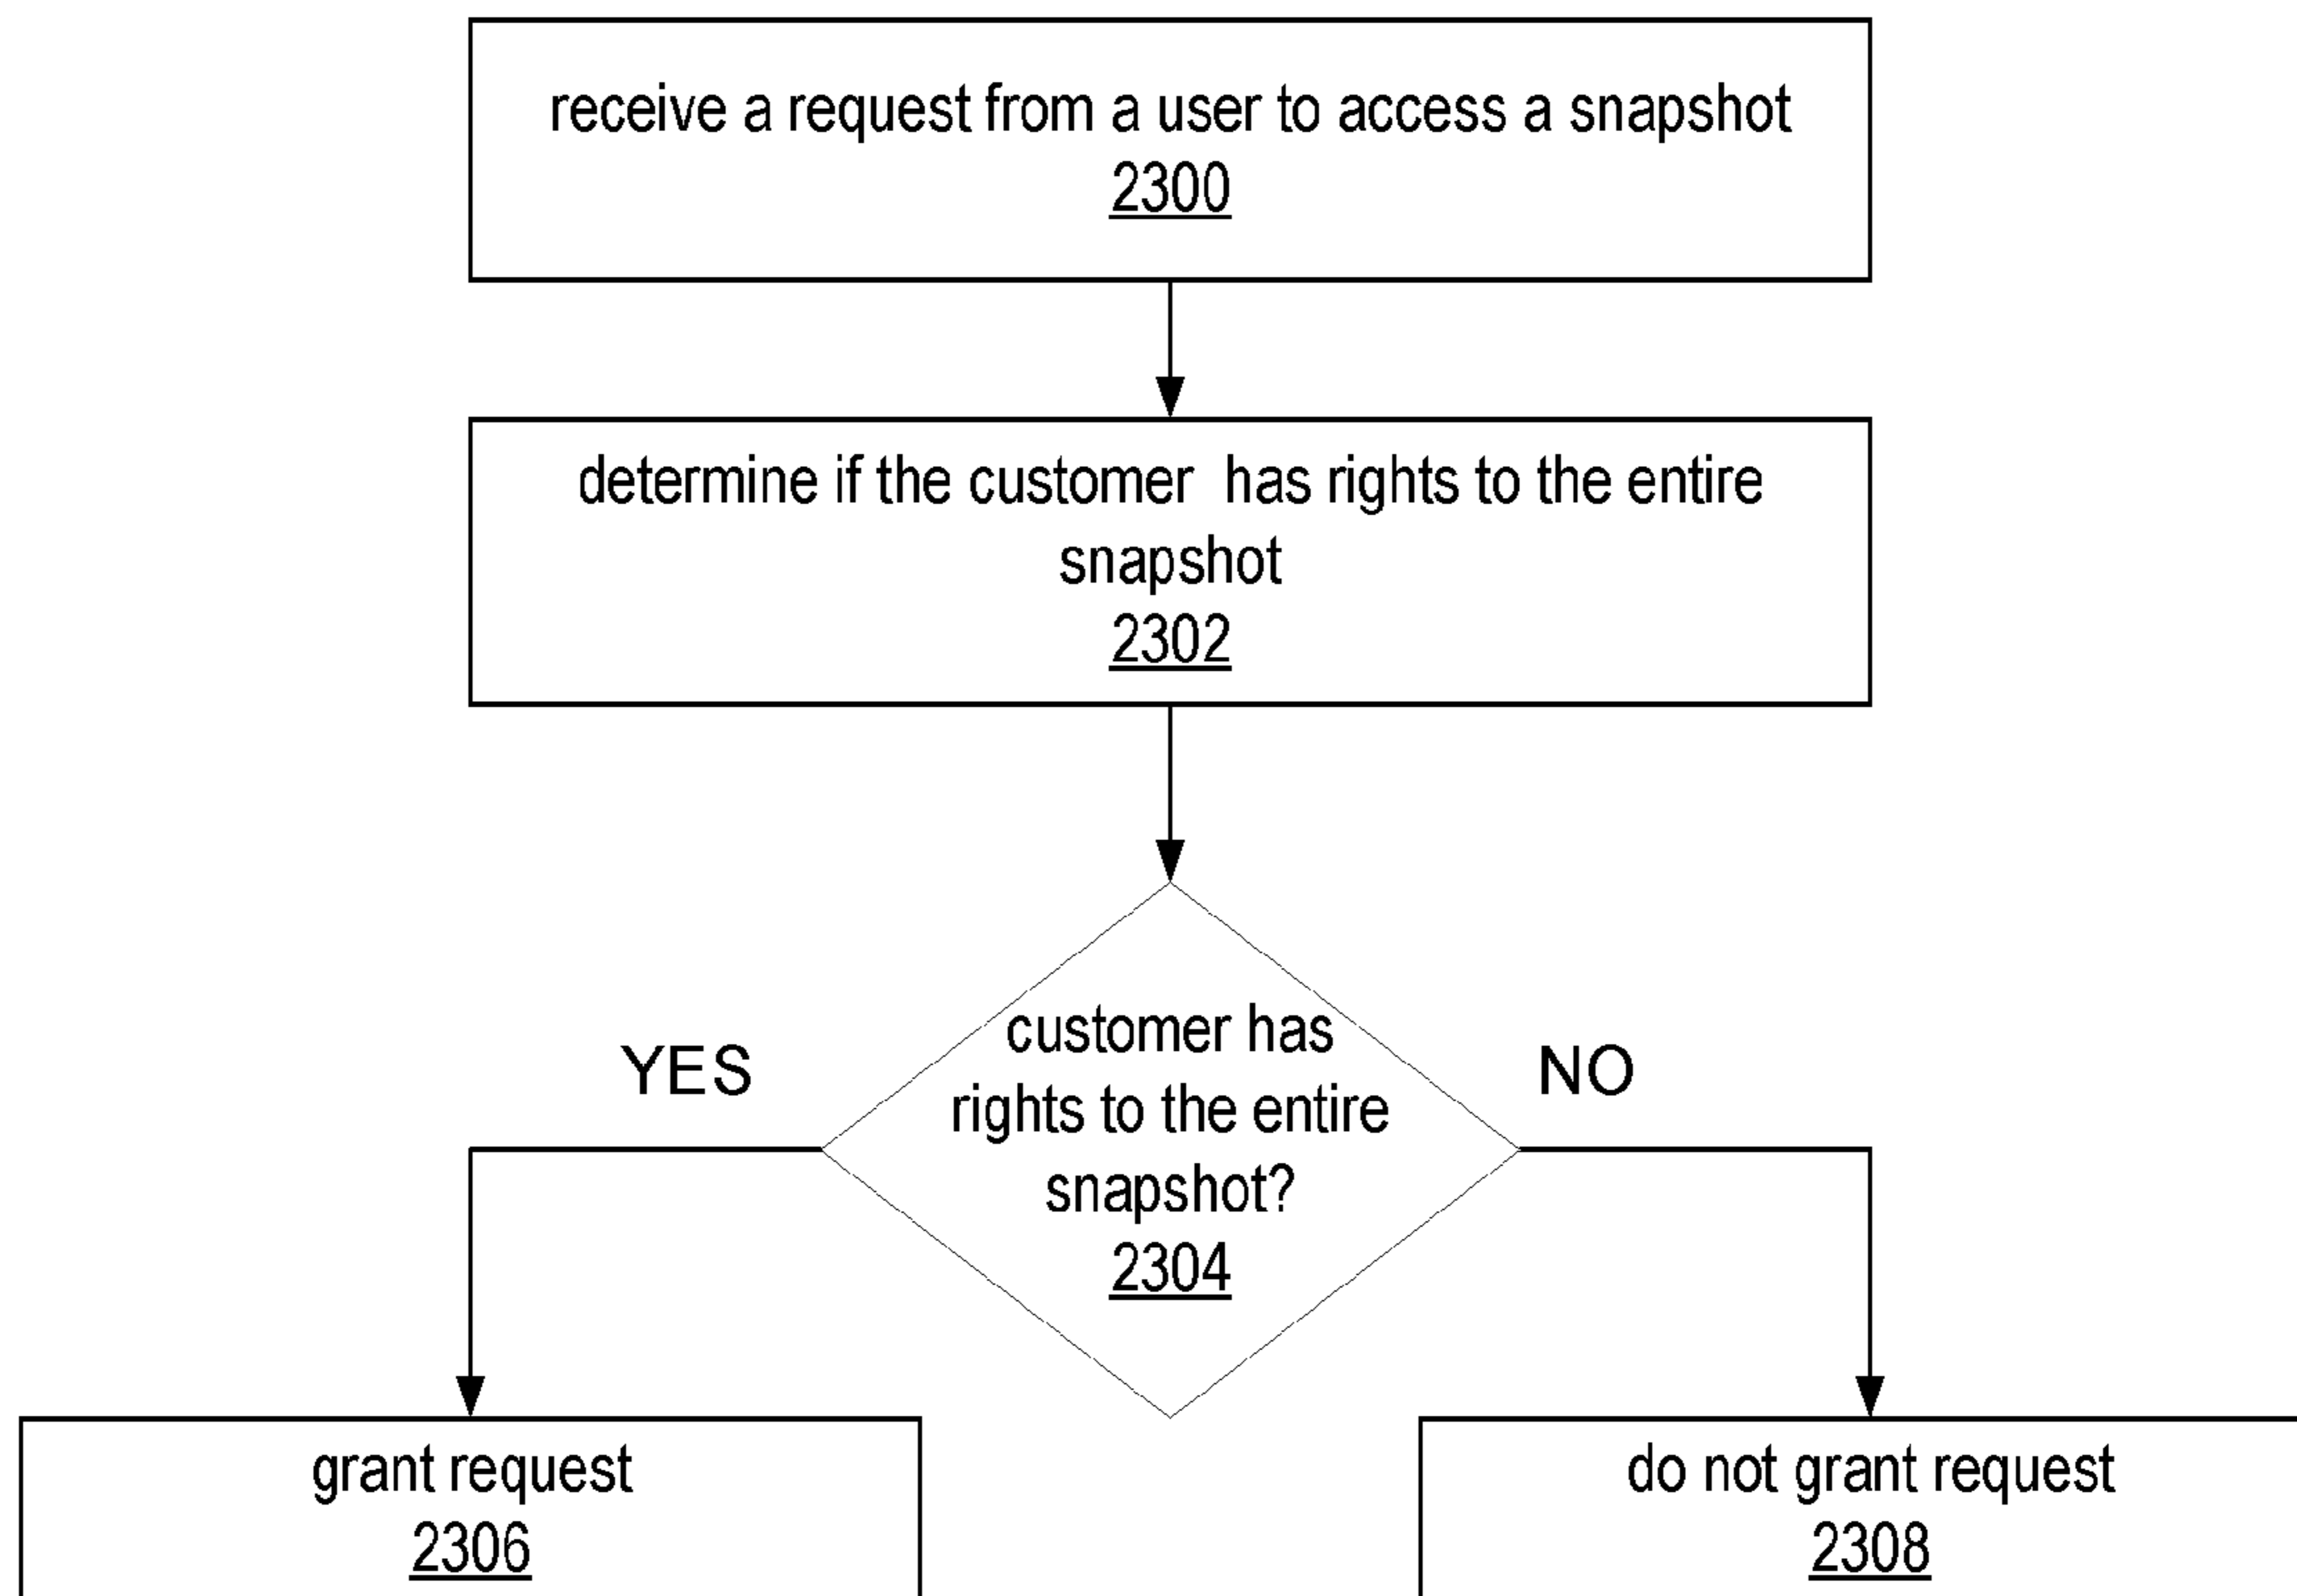 receive a request from a user to access a snapshot
2300
determine if the customer has rights to the entire
snapshot
2302
customer has
rights to the entire
snapshot?
2304
YES
NO
grant request
2306
do not grant request
2308